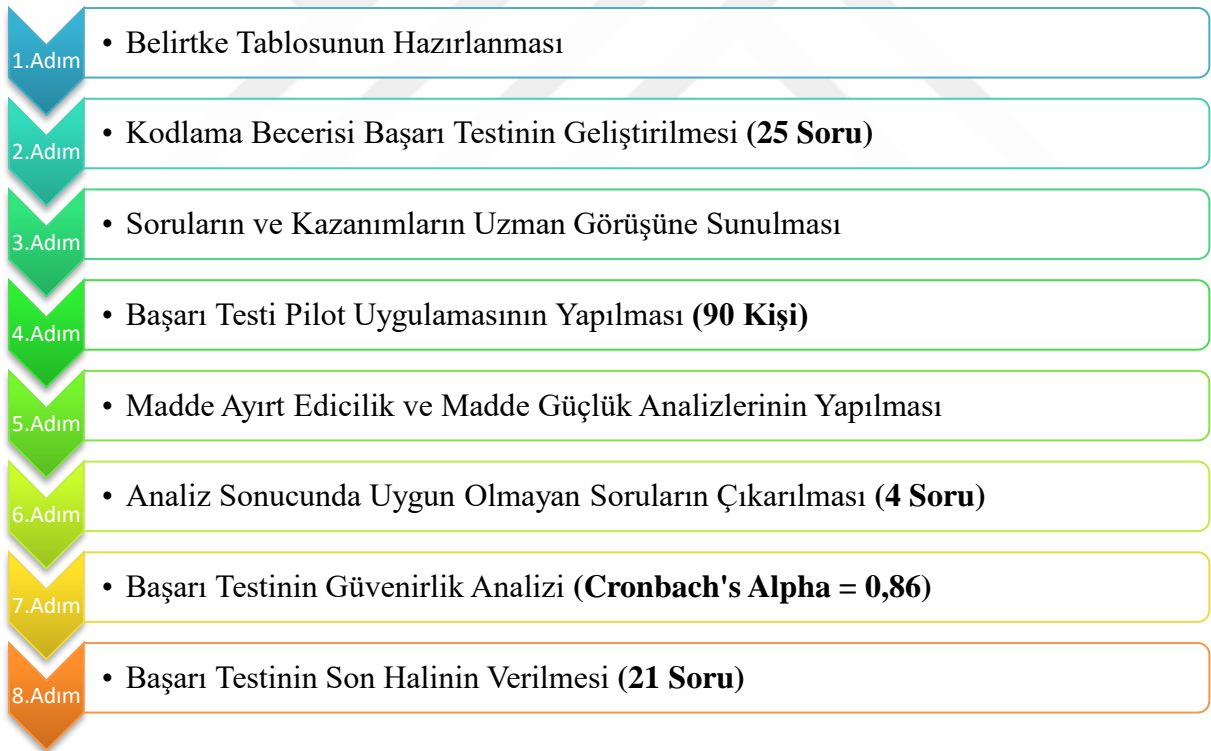 1.Adım • Belirtke Tablosunun Hazırlanması
2.Adım • Kodlama Becerisi Başarı Testinin Geliştirilmesi (25 Soru)
3.Adım • Soruların ve Kazanımların Uzman Görüşüne Sunulması
4.Adım • Başarı Testi Pilot Uygulamasının Yapılması (90 Kişi)
5.Adım • Madde Ayırt Edicilik ve Madde Güçlük Analizlerinin Yapılması
6.Adım • Analiz Sonucunda Uygun Olmayan Soruların Çıkarılması (4 Soru)
7.Adım • Başarı Testinin Güvenirlik Analizi (Cronbach's Alpha = 0,86)
8.Adım • Başarı Testinin Son Halinin Verilmesi (21 Soru)